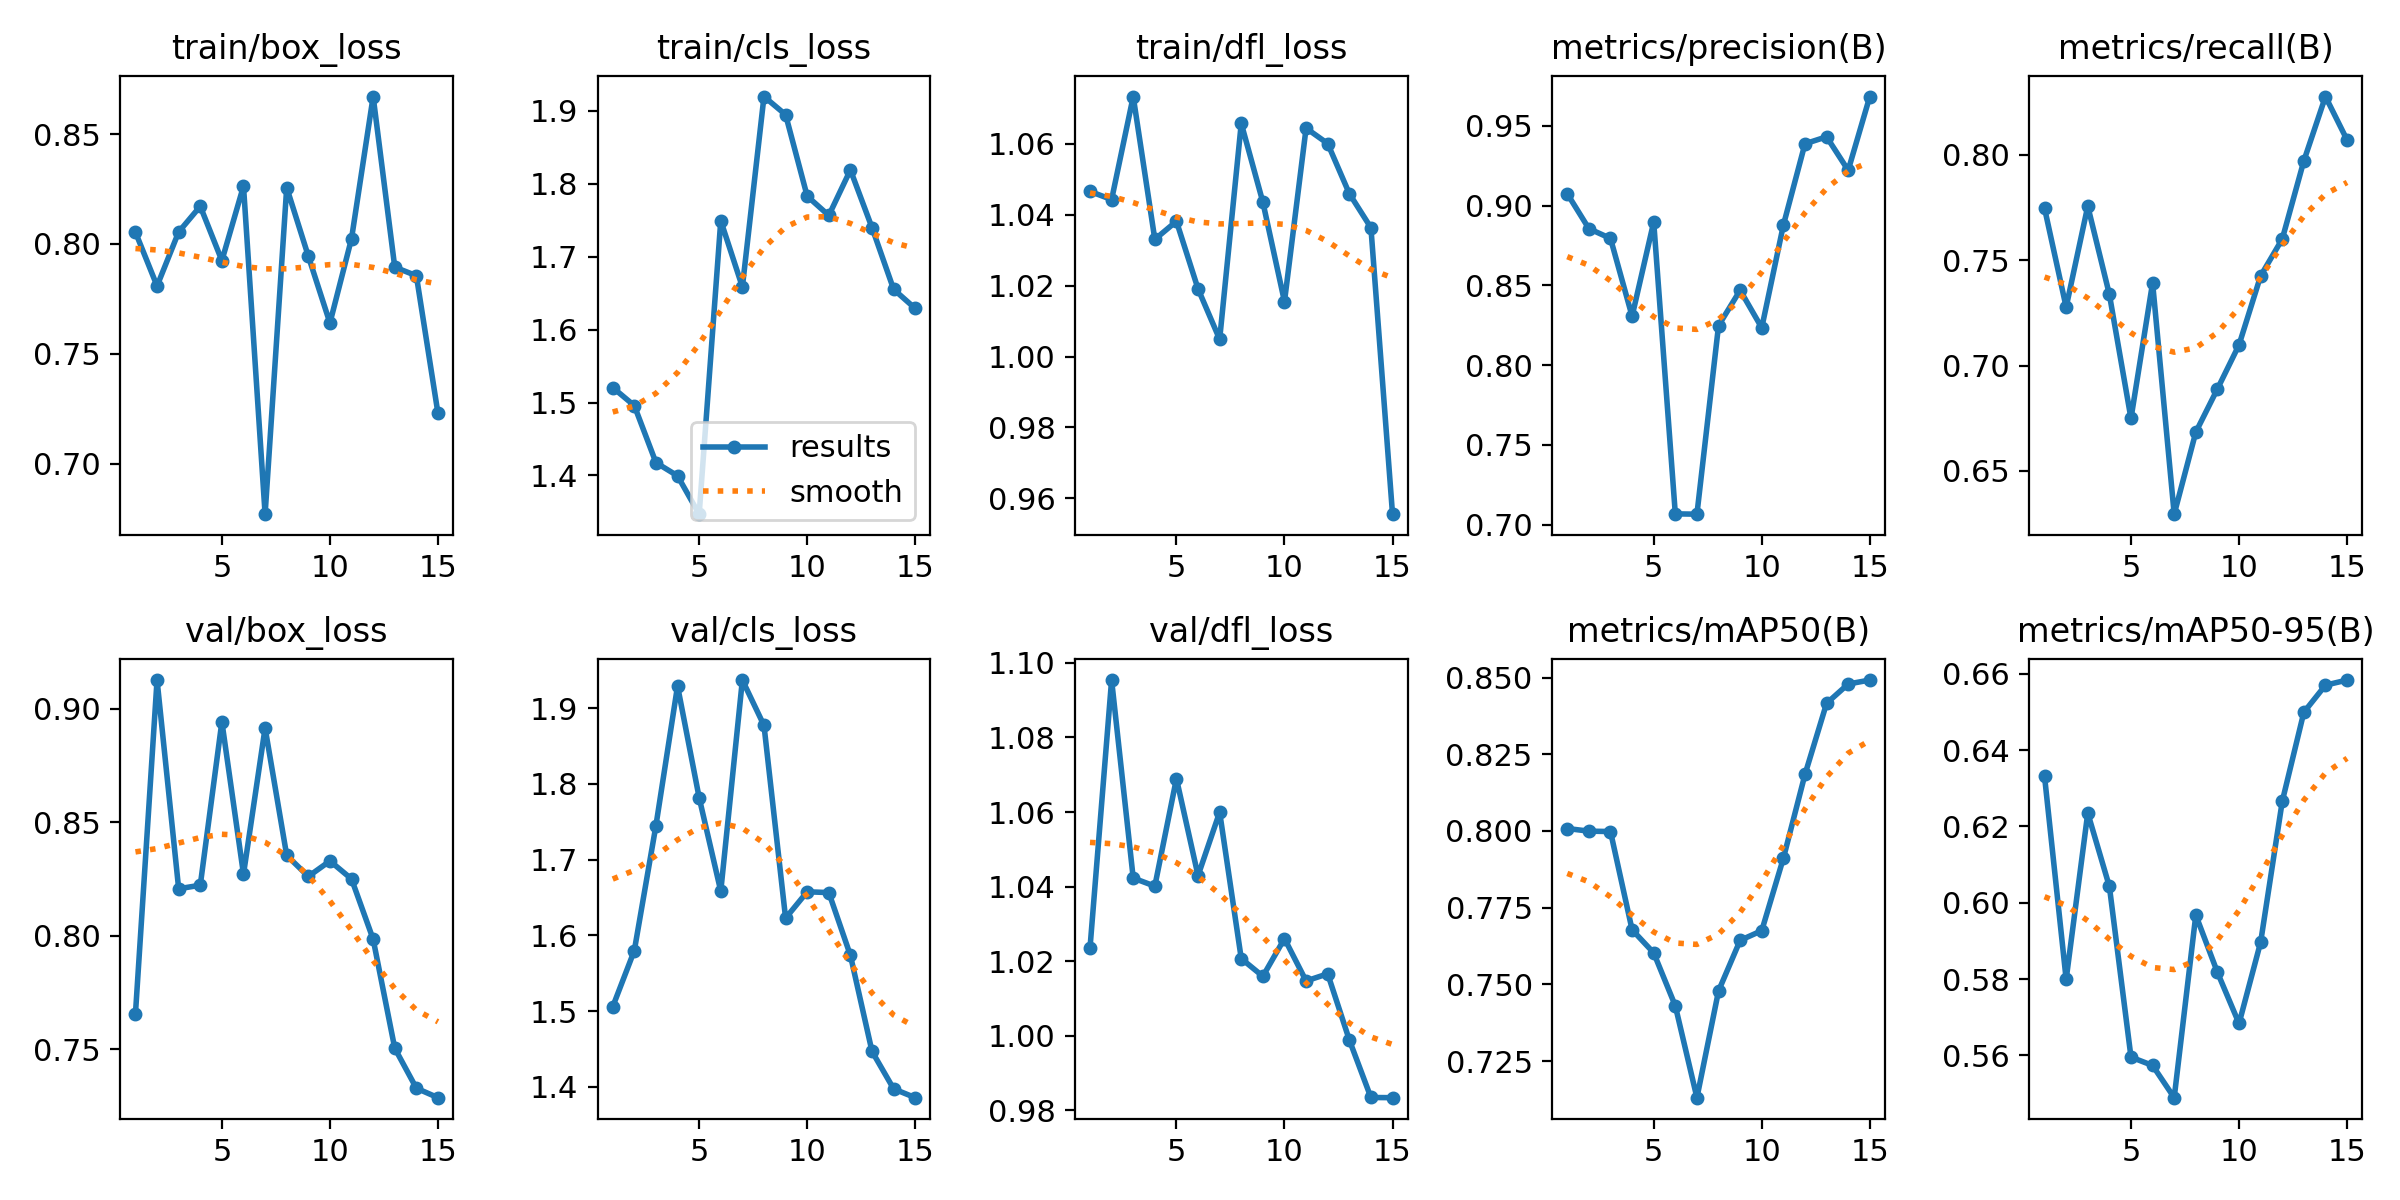 train/box_loss
0.85
0.80
0.75
0.70
5 10 15
train/cls_loss
1.9
1.8
1.7
1.6
1.5
1.4
results
smooth
5 10 15
train/dfl_loss
1.06
1.04
1.02
1.00
0.98
0.96
5 10 15
metrics/precision(B)
0.95
0.90
0.85
0.80
0.75
0.70
5 10 15
metrics/recall(B)
0.80
0.75
0.70
0.65
5 10 15
val/box_loss
0.90
0.85
0.80
0.75
5 10 15
val/cls_loss
1.9
1.8
1.7
1.6
1.5
1.4
5 10 15
val/dfl_loss
1.10
1.08
1.06
1.04
1.02
1.00
0.98
5 10 15
metrics/mAP50(B)
0.850
0.825
0.800
0.775
0.750
0.725
5 10 15
metrics/mAP50-95(B)
0.66
0.64
0.62
0.60
0.58
0.56
5 10 15